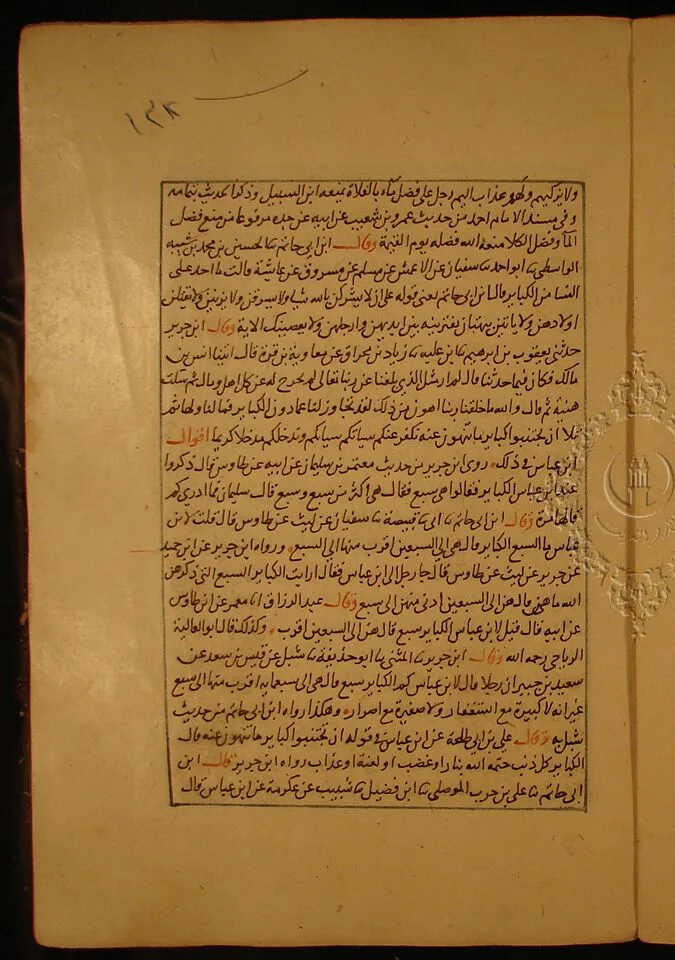 ١٣٨
ولا يزكيهم ولهم عذاب اليم رجل على فضل ماء بالفلاة يمنعه ابن السبيل وذكر الحديث بتمامه
وفي مسند الامام احمد من حديث عمرو بن شعيب عن ابيه عن جده مرفوعا من منع فضل
الماء وفضل الكلا منعه الله فضله يوم القيمة وقال ابن ابي حاتم ثنا الحسين بن محمد بن شيبه
الواسطي ثنا ابو احمد ثنا سفيان عن الاعمش عن مسلم عن مسروق عن عائشة قالت ما اخذ على
النسا من الكباير قال ابن ابي حاتم يعني قوله على ان لا يشركن بالله شيا ولا يسرقن ولا يزنين ولا يقتلن
اولادهن ولا ياتين ببهتان يفترينه بين ايديهن وارجلهن ولا يعصينك الاية وقال ابن جرير
حدثني يعقوب بن ابرهيم ثنا بن عليه ثنا زياد بن مخراق عن معاوية بن قرة قال اتينا انس بن
مالك فكان فيما حدثنا قال لم ار مثل الذي بلغنا عن ربنا تعالى لم نخرج له عن كل اهل ومال ثم سكت
هنية ثم قال والله ما كلفنا ربنا اهون من ذلك لقد تجاوز لنا عما دون الكباير فما لنا ولها ثم
تلا ان تجتنبوا كباير ما تنهون عنه نكفر عنكم سياتكم وندخلكم مدخلا كريما اقوال
ابن عباس في ذلك روى ابن جرير من حديث معتمر بن سليمان عن ابيه عن طاوس قال ذكروا
عند ابن عباس الكباير فقالوا هي سبع فقال هي اكثر من سبع وسبع قال سليمان فما ادري كم
قالها مرة وقال ابن ابي حاتم ثنا ابي ثنا قبيصة ثنا سفيان عن ليث عن طاوس قال قلت لابن
عباس ما السبع الكباير قال هي الى السبعين اقرب منها الى السبع ورواه ابن جرير عن ابن حميد
عن جرير عن ليث عن طاوس قال جا رجل الى ابن عباس فقال ارايت الكباير السبع التي ذكرهن
الله ما هن قال هن الى السبعين ادنى منهن الى سبع وقال عبد الرزاق انا معمر عن ابن طاوس
عن ابيه قال قيل لابن عباس الكباير سبع قال هن الى السبعين اقرب وكذلك قال ابو العالية
الرياحي رحمه الله وقال ابن جرير ثنا المثنى ثنا ابو حذيفة ثنا شبل عن قيس بن سعد عن
سعيد بن جبير ان رجلا قال لابن عباس كم الكباير سبع قال هي الى سبعمايه اقرب منها الى سبع
غير انه لا كبيرة مع استغفار ولا صغيرة مع اصرار وهكذا رواه ابن ابي حاتم من حديث
شبل به وقال علي بن ابي طلحة عن ابن عباس في قوله ان تجتنبوا كباير ما تنهون عنه قال
الكباير كل ذنب ختمه الله بنار او غضب او لعنة او عذاب رواه ابن جرير وقال ابن
ابي حاتم ثنا علي بن حرب الموصلي ثنا ابن فضيل ثنا شبيب عن عكرمة عن ابن عباس قال